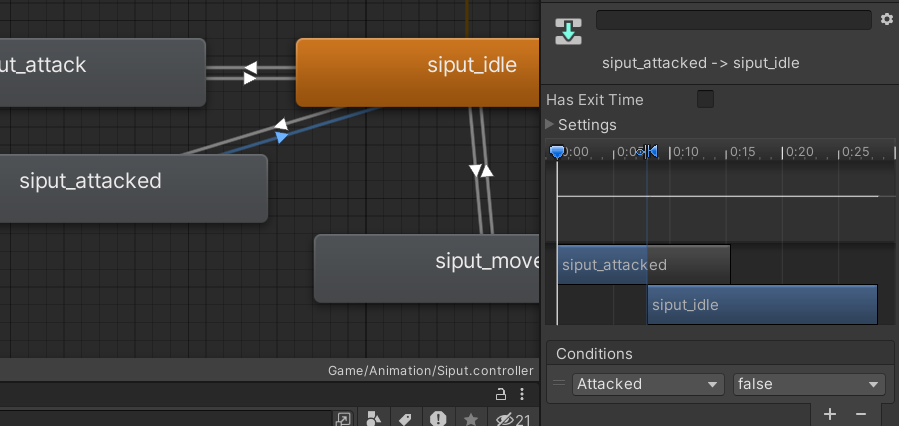 ut_attack
siput_idle
siput_attacked
siput_move
Game/Animation/Siput.controller
21
siput_attacked -> siput_idle
Has Exit Time
Settings
0:00 0:05 0:10 0:15 0:20 0:25
siput_attacked
siput_idle
Conditions
Attacked false